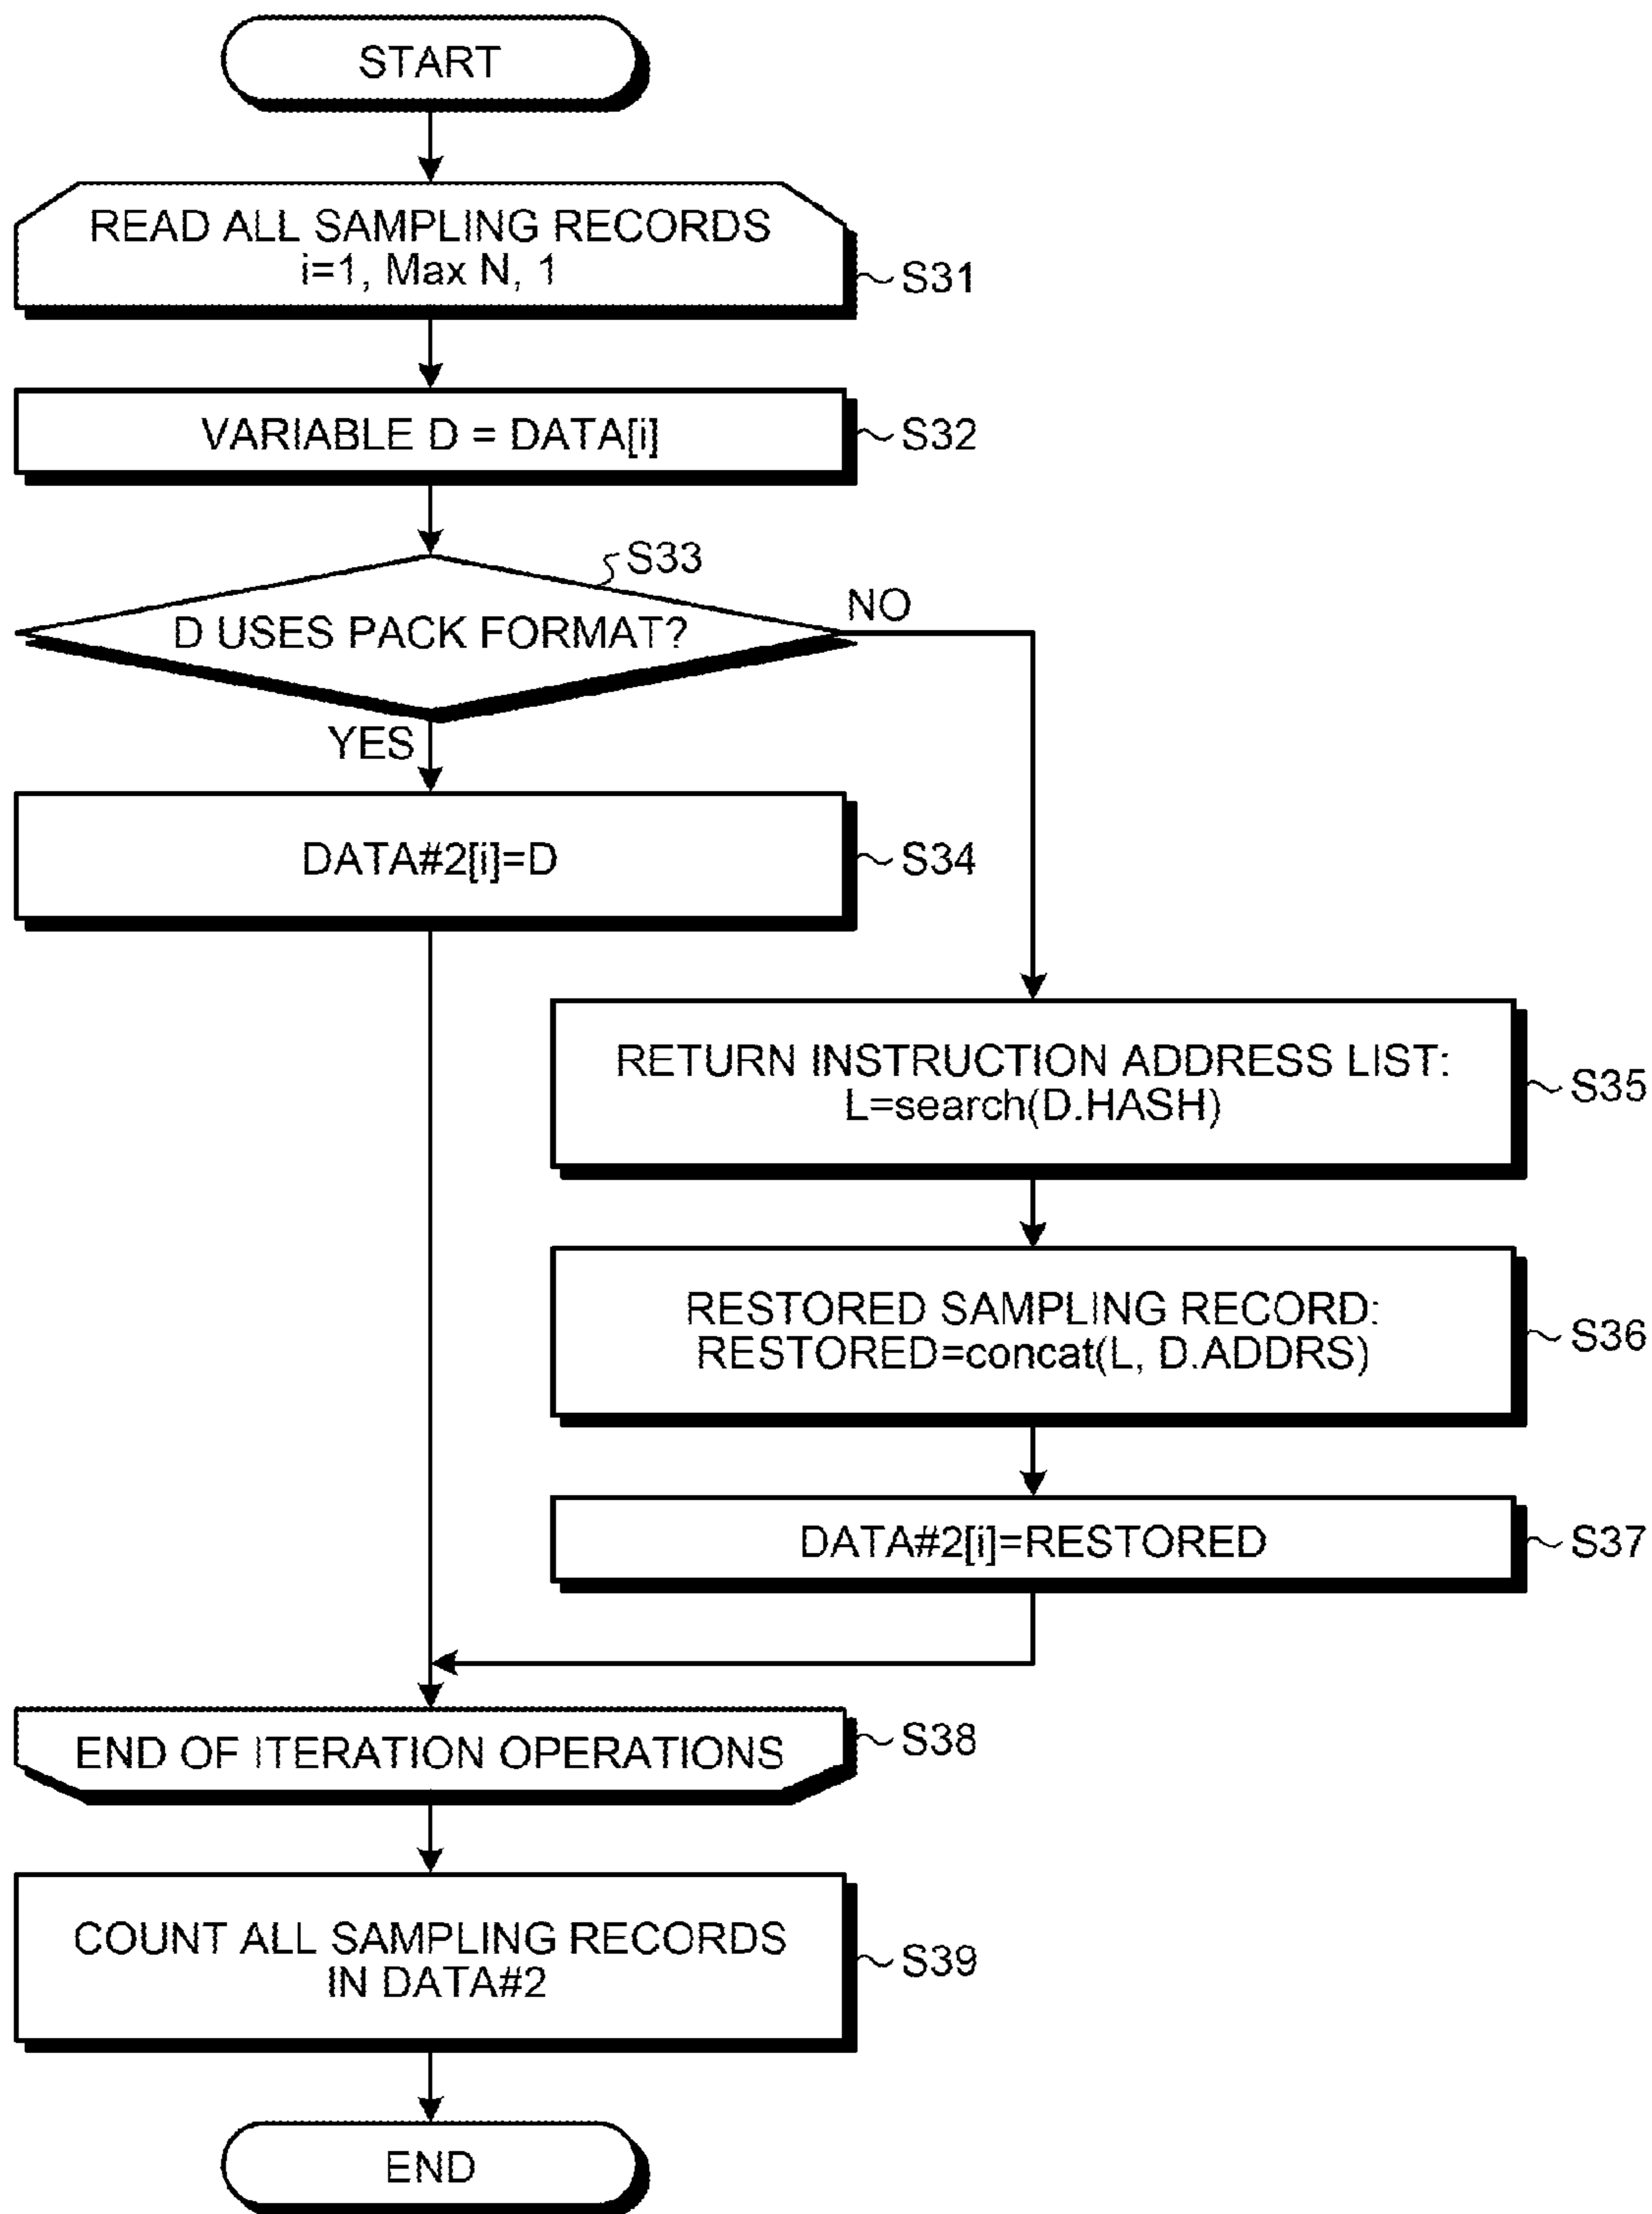 START
READ ALL SAMPLING RECORDS
i=1, Max N, 1
S31
VARIABLE D = DATA[i]
S32
S33
D USES PACK FORMAT?
NO
YES
DATA#2[i]=D
S34
RETURN INSTRUCTION ADDRESS LIST:
L=search(D.HASH)
S35
RESTORED SAMPLING RECORD:
RESTORED=concat(L, D.ADDRS)
S36
DATA#2[i]=RESTORED
S37
END OF ITERATION OPERATIONS
S38
COUNT ALL SAMPLING RECORDS
IN DATA#2
S39
END